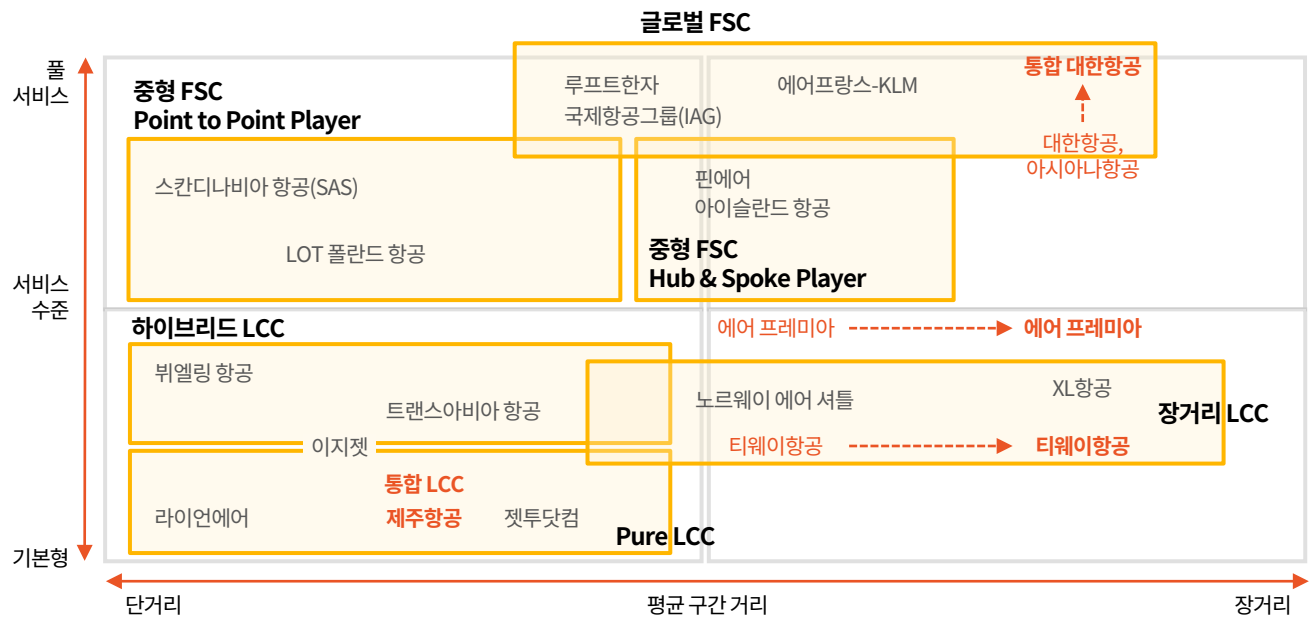 글로벌 FSC
풀
서비스
중형 FSC
Point to Point Player
루프트한자
국제항공그룹(IAG)
에어프랑스-KLM
통합 대한항공
대한항공,
아시아나항공
스칸디나비아 항공(SAS)
LOT 폴란드 항공
핀에어
아이슬란드 항공
중형 FSC
Hub & Spoke Player
서비스
수준
하이브리드 LCC
에어 프레미아
에어 프레미아
뷔엘링 항공
트랜스아비아 항공
노르웨이 에어 셔틀
XL항공
장거리 LCC
이지젯
티웨이항공
티웨이항공
통합 LCC
라이언에어
제주항공
젯투닷컴
Pure LCC
기본형
단거리
평균 구간 거리
장거리